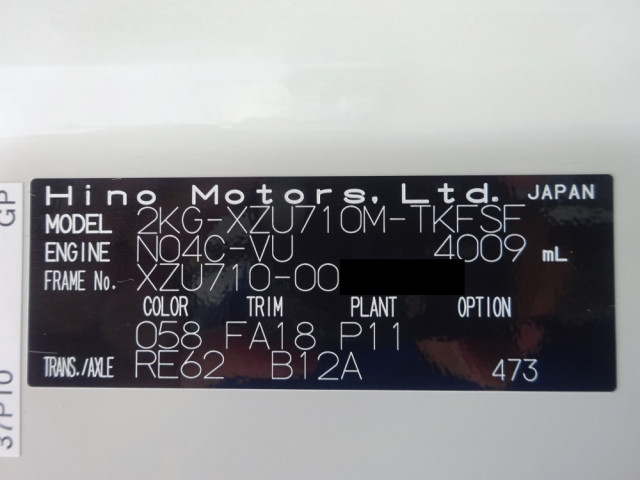 Hino Motors, Ltd. JAPAN
MODEL 2KG-XZU710M-TKFSF
ENGINE N04C-VU 4009 mL
FRAME No. XZU710-00
COLOR TRIM PLANT OPTION
058 FA18 P11
TRANS./AXLE RE62 B12A 473
GP